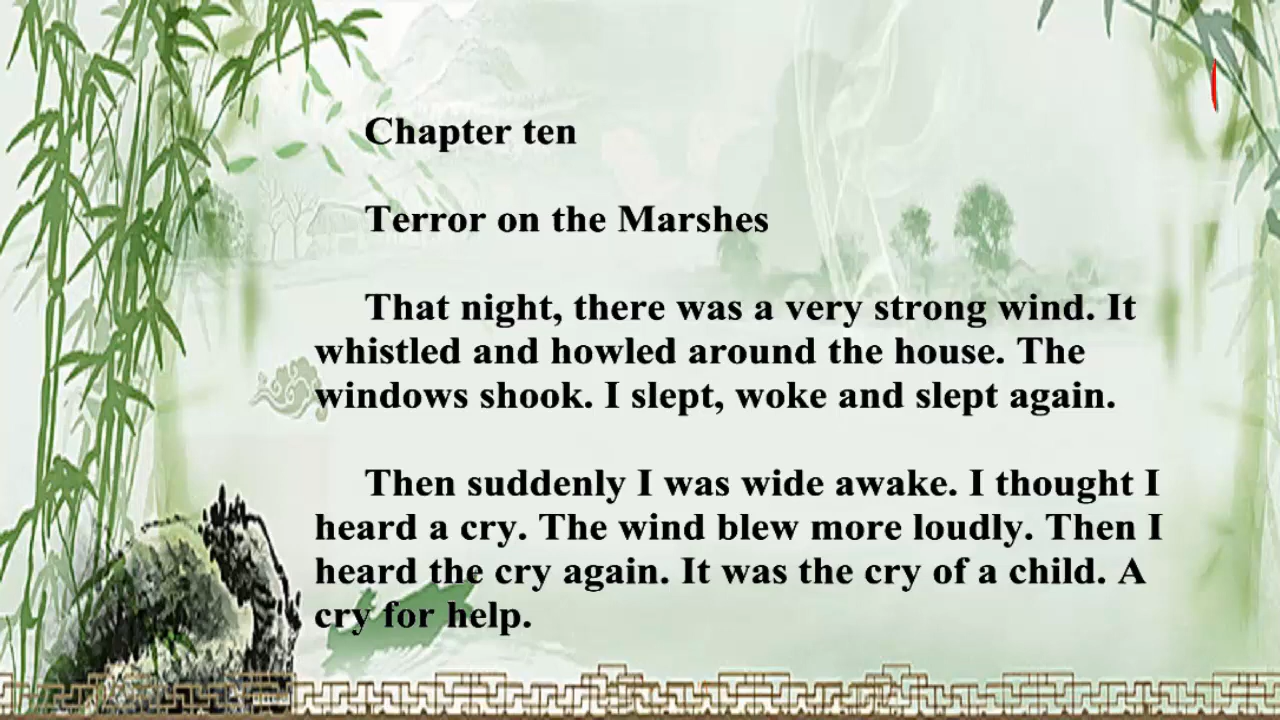 Chapter ten
Terror on the Marshes
That night, there was a very strong wind. It
whistled and howled around the house. The
windows shook. I slept, woke and slept again.
Then suddenly I was wide awake. I thought I
heard a cry. The wind blew more loudly. Then I
heard the cry again. It was the cry of a child. A
cry for help.